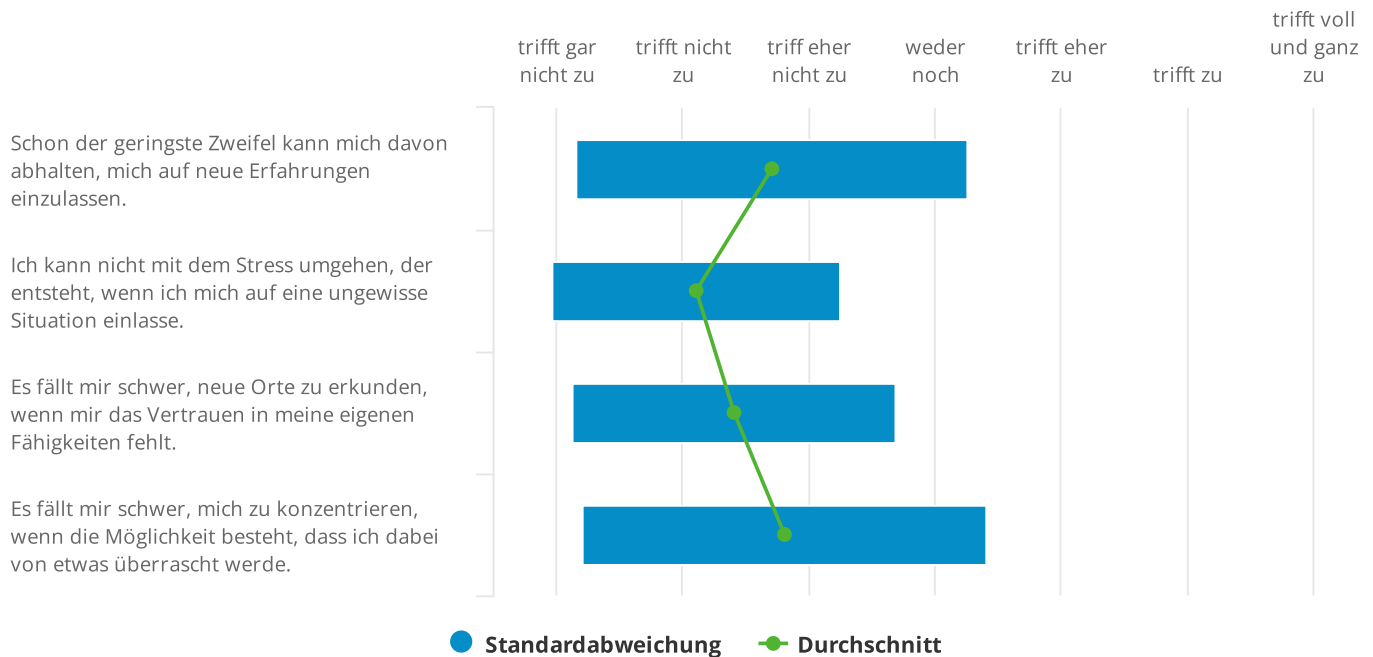 trifft gar
nicht zu
trifft nicht
zu
triff eher
nicht zu
weder
noch
trifft eher
zu
trifft zu
trifft voll
und ganz
zu
Schon der geringste Zweifel kann mich davon
abhalten, mich auf neue Erfahrungen
einzulassen.
Ich kann nicht mit dem Stress umgehen, der
entsteht, wenn ich mich auf eine ungewisse
Situation einlasse.
Es fällt mir schwer, neue Orte zu erkunden,
wenn mir das Vertrauen in meine eigenen
Fähigkeiten fehlt.
Es fällt mir schwer, mich zu konzentrieren,
wenn die Möglichkeit besteht, dass ich dabei
von etwas überrascht werde.
Standardabweichung
Durchschnitt